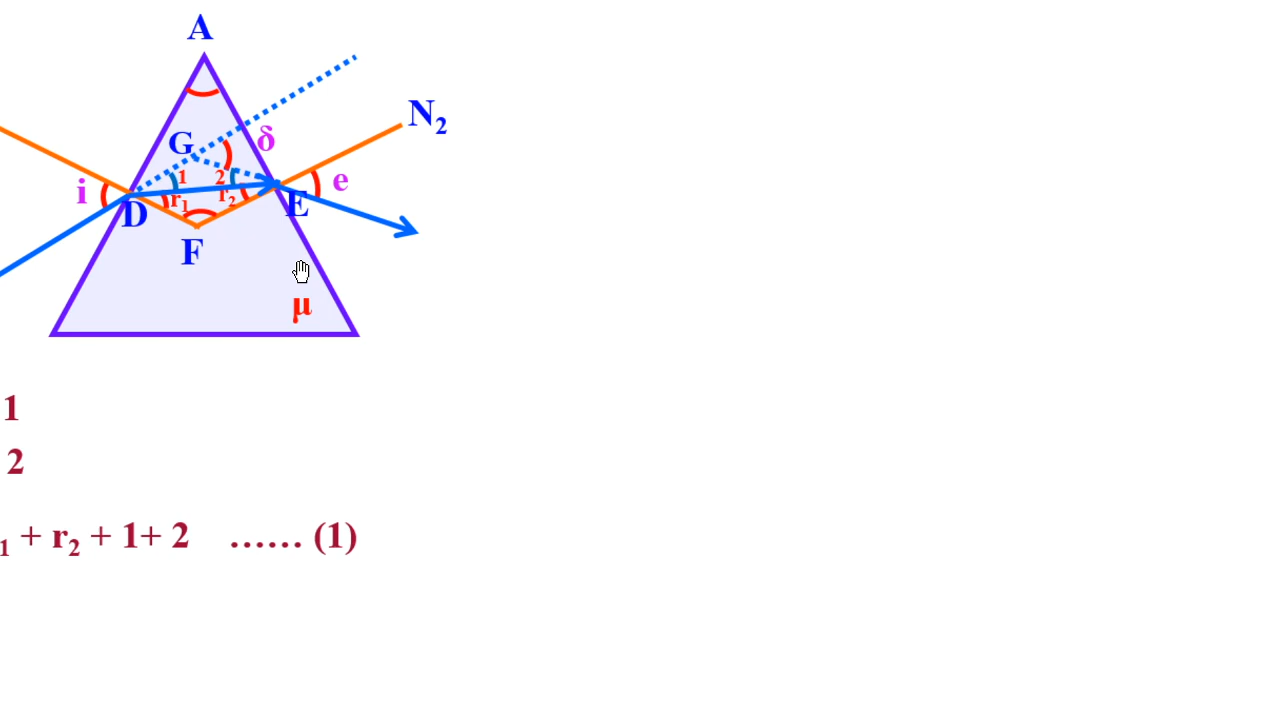 A
N₂
G
δ
1
2
i
e
r₁
r₂
D
E
F
μ
1
2
₁ + r₂ + 1+ 2 …… (1)